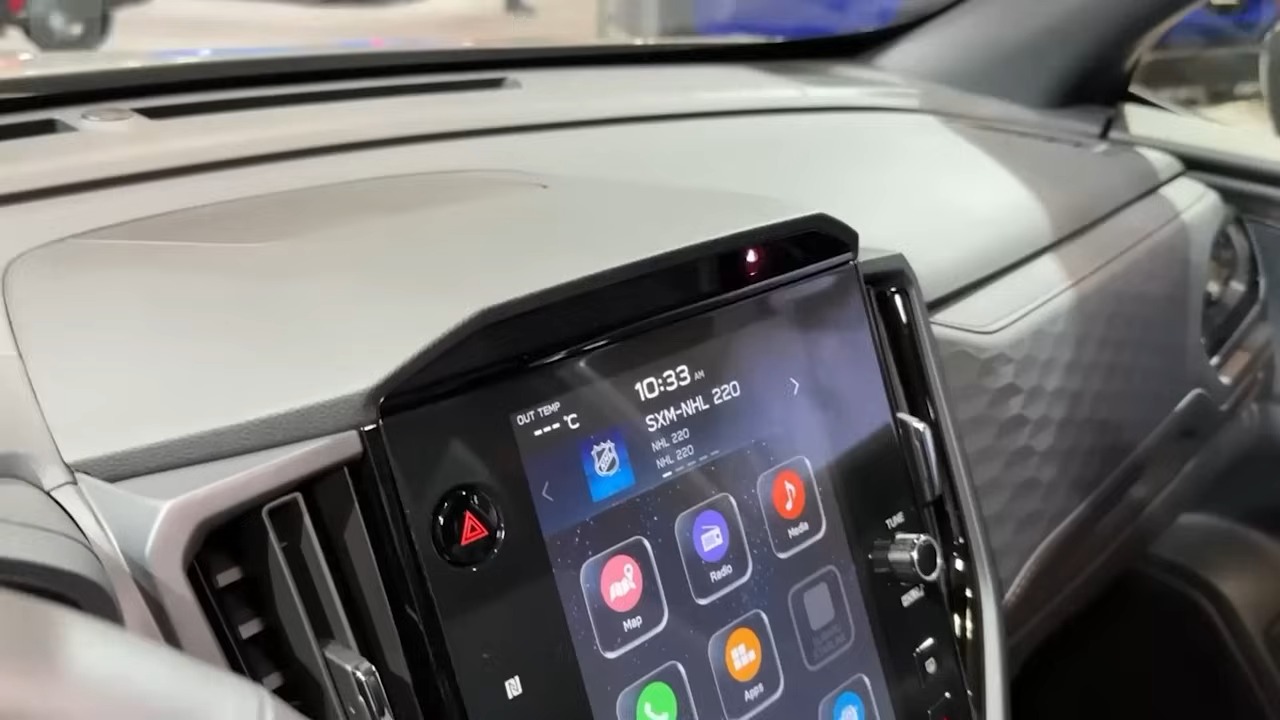 10:33 AM
OUT TEMP
--- °C
SXM-NHL 220
NHL 220
NHL 220
Media
Radio
Map
Apps
TUNE